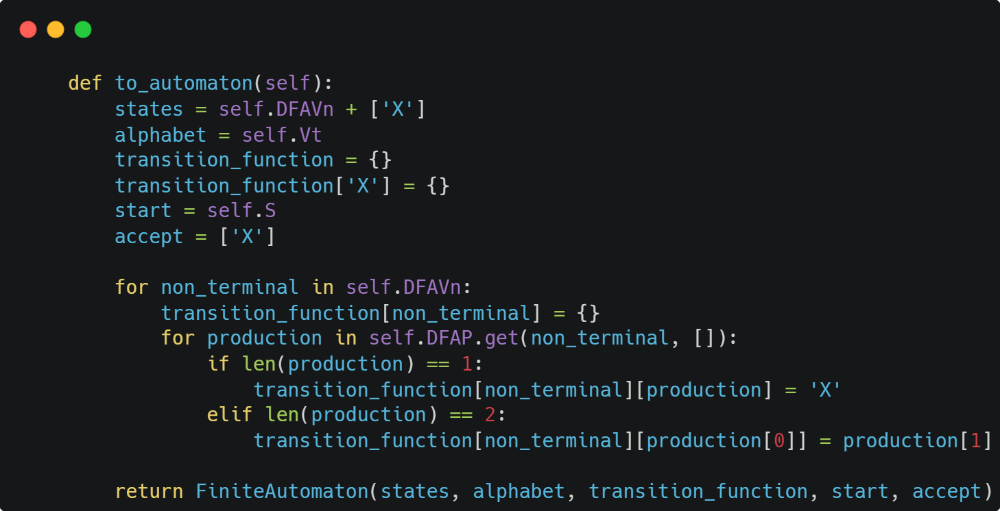 def to_automaton(self):
    states = self.DFAVn + ['X']
    alphabet = self.Vt
    transition_function = {}
    transition_function['X'] = {}
    start = self.S
    accept = ['X']

    for non_terminal in self.DFAVn:
        transition_function[non_terminal] = {}
        for production in self.DFAP.get(non_terminal, []):
            if len(production) == 1:
                transition_function[non_terminal][production] = 'X'
            elif len(production) == 2:
                transition_function[non_terminal][production[0]] = production[1]

    return FiniteAutomaton(states, alphabet, transition_function, start, accept)